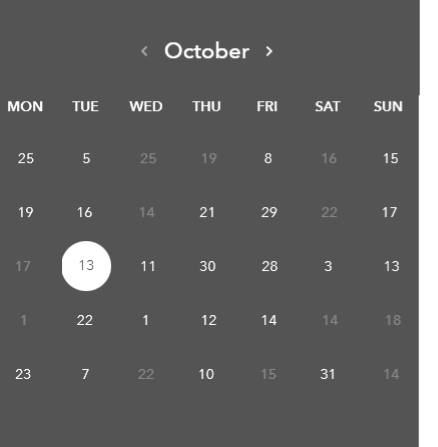 ‹ October ›
MON TUE WED THU FRI SAT SUN
25 5 25 19 8 16 15
19 16 14 21 29 22 17
17 13 11 30 28 3 13
1 22 1 12 14 14 18
23 7 22 10 15 31 14